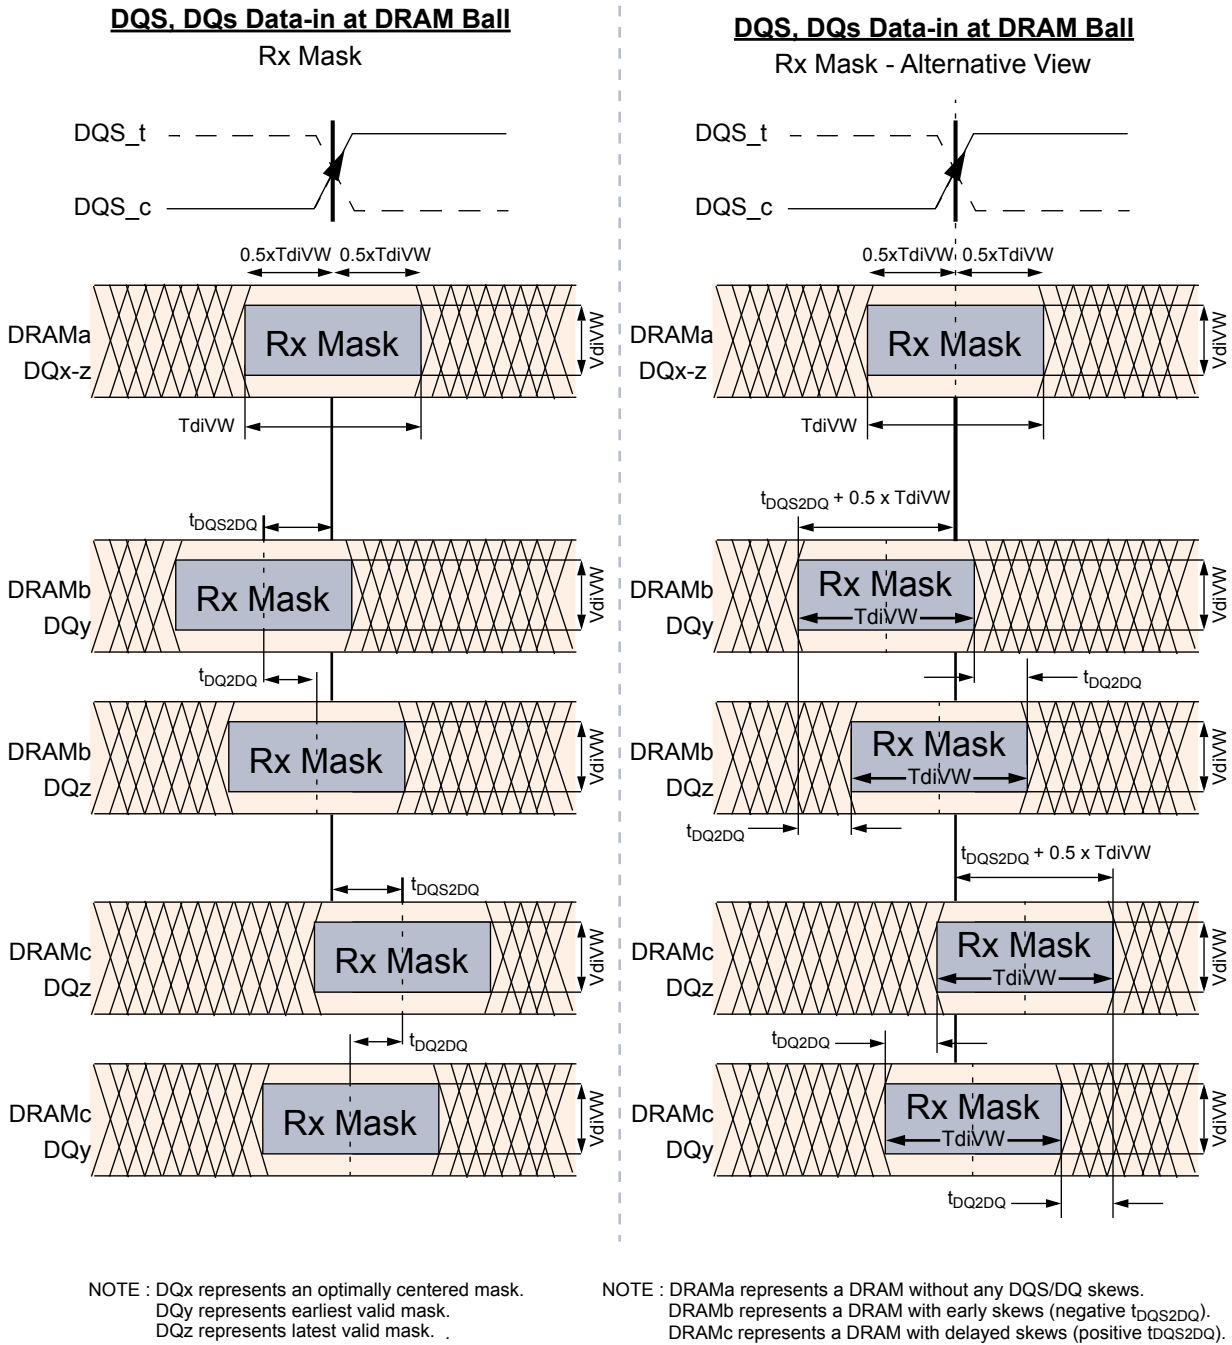 DQS, DQs Data-in at DRAM Ball
Rx Mask
DQS_t
DQS_c
0.5xTdiVW 0.5xTdiVW
DRAMa
DQx-z
Rx Mask
VdiVW
TdiVW
tDQS2DQ
DRAMb
DQy
Rx Mask
VdiVW
tDQ2DQ
DRAMb
DQz
Rx Mask
VdiVW
tDQS2DQ
DRAMc
DQz
Rx Mask
VdiVW
tDQ2DQ
DRAMc
DQy
Rx Mask
VdiVW
NOTE : DQx represents an optimally centered mask.
DQy represents earliest valid mask.
DQz represents latest valid mask. .
DQS, DQs Data-in at DRAM Ball
Rx Mask - Alternative View
DQS_t
DQS_c
0.5xTdiVW 0.5xTdiVW
DRAMa
DQx-z
Rx Mask
VdiVW
TdiVW
tDQS2DQ + 0.5 x TdiVW
DRAMb
DQy
Rx Mask
TdiVW
VdiVW
tDQ2DQ
DRAMb
DQz
Rx Mask
TdiVW
VdiVW
tDQ2DQ
tDQS2DQ + 0.5 x TdiVW
DRAMc
DQz
Rx Mask
TdiVW
VdiVW
tDQ2DQ
DRAMc
DQy
Rx Mask
TdiVW
VdiVW
tDQ2DQ
NOTE : DRAMa represents a DRAM without any DQS/DQ skews.
DRAMb represents a DRAM with early skews (negative tDQS2DQ).
DRAMc represents a DRAM with delayed skews (positive tDQS2DQ).